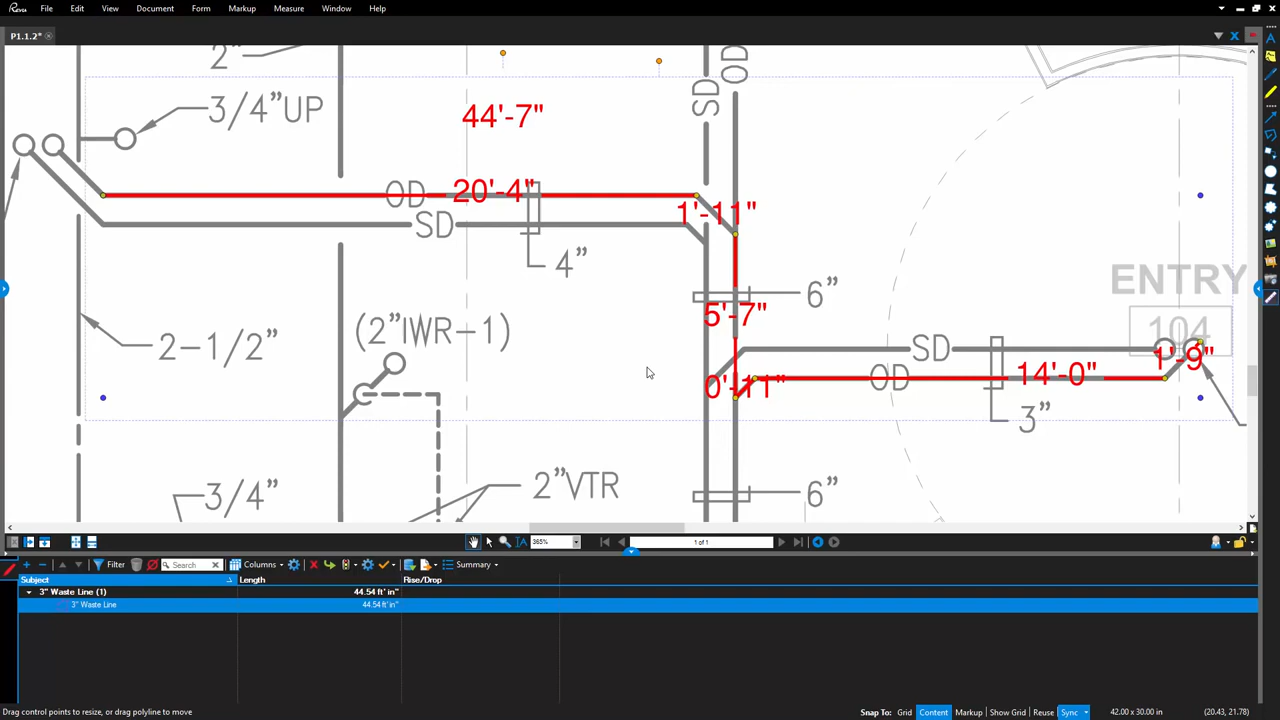 Revu File Edit View Document Form Markup Measure Window Help
P1.1.2*
2"
3/4"UP
44'-7"
SD
OD
OD
20'-4"
1'-11"
SD
4"
6"
5'-7"
ENTRY
104
(2"IWR-1)
2-1/2"
SD
OD
14'-0"
1'-9"
0'-11"
3"
3/4"
2"VTR
6"
365%
1 of 1
Filter Search Columns Summary
Subject Length Rise/Drop
3" Waste Line (1) 44.54 ft' in"
3" Waste Line 44.54 ft' in"
Drag control points to resize, or drag polyline to move Snap To: Grid Content Markup Show Grid Reuse Sync 42.00 x 30.00 in (20.43, 21.78)